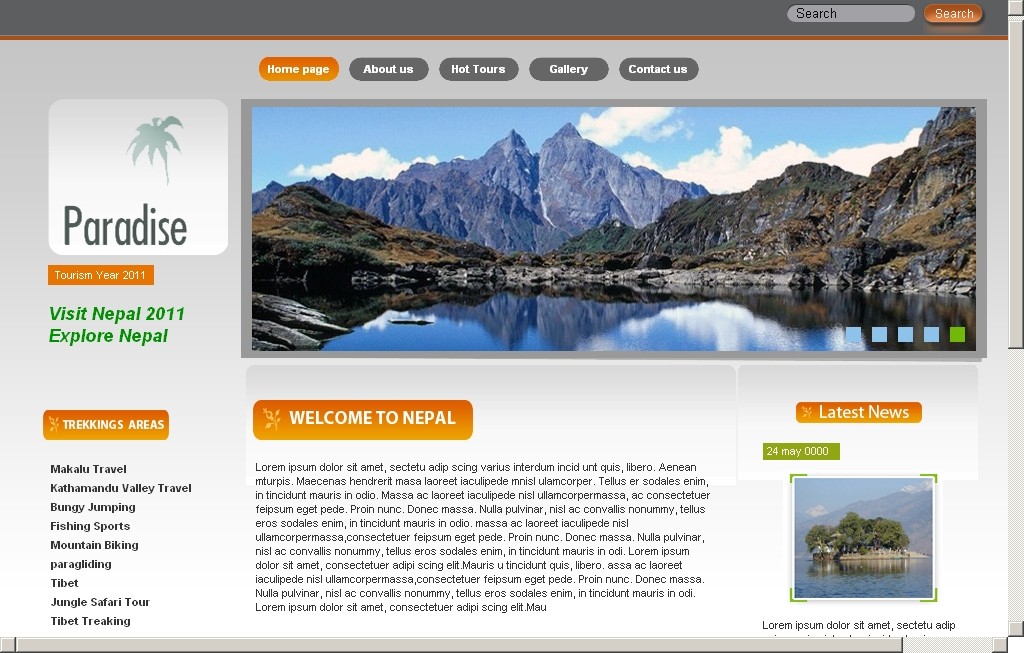 Search
Search
Home page
About us
Hot Tours
Gallery
Contact us
Paradise
Tourism Year 2011
Visit Nepal 2011
Explore Nepal
TREKKINGS AREAS
Makalu Travel
Kathamandu Valley Travel
Bungy Jumping
Fishing Sports
Mountain Biking
paragliding
Tibet
Jungle Safari Tour
Tibet Treaking
WELCOME TO NEPAL
Lorem ipsum dolor sit amet, sectetu adip scing varius interdum incid unt quis, libero. Aenean
mturpis. Maecenas hendrerit masa laoreet iaculipede mnisl ulamcorper. Tellus er sodales enim,
in tincidunt mauris in odio. Massa ac laoreet iaculipede nisl ullamcorpermassa, ac consectetuer
feipsum eget pede. Proin nunc. Donec massa. Nulla pulvinar, nisl ac convallis nonummy, tellus
eros sodales enim, in tincidunt mauris in odio. massa ac laoreet iaculipede nisl
ullamcorpermassa,consectetuer feipsum eget pede. Proin nunc. Donec massa. Nulla pulvinar,
nisl ac convallis nonummy, tellus eros sodales enim, in tincidunt mauris in odi. Lorem ipsum
dolor sit amet, consectetuer adipi scing elit.Mauris u tincidunt quis, libero. assa ac laoreet
iaculipede nisl ullamcorpermassa,consectetuer feipsum eget pede. Proin nunc. Donec massa.
Nulla pulvinar, nisl ac convallis nonummy, tellus eros sodales enim, in tincidunt mauris in odi.
Lorem ipsum dolor sit amet, consectetuer adipi scing elit.Mau
Latest News
24 may 0000
Lorem ipsum dolor sit amet, sectetu adip